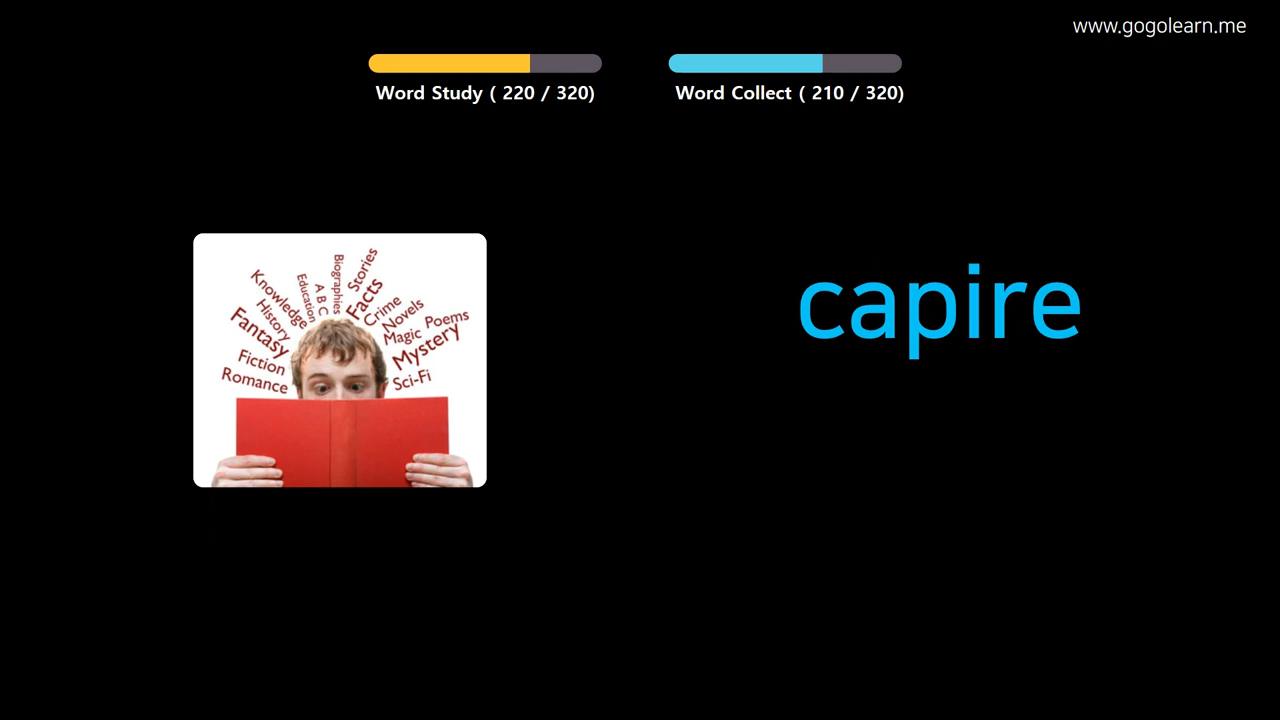 www.gogolearn.me
Word Study ( 220 / 320)
Word Collect ( 210 / 320)
capire
Stories
Biographies
Facts
Knowledge
Education
A B C
Crime
History
Novels
Fantasy
Magic
Poems
Mystery
Fiction
Romance
Sci-Fi